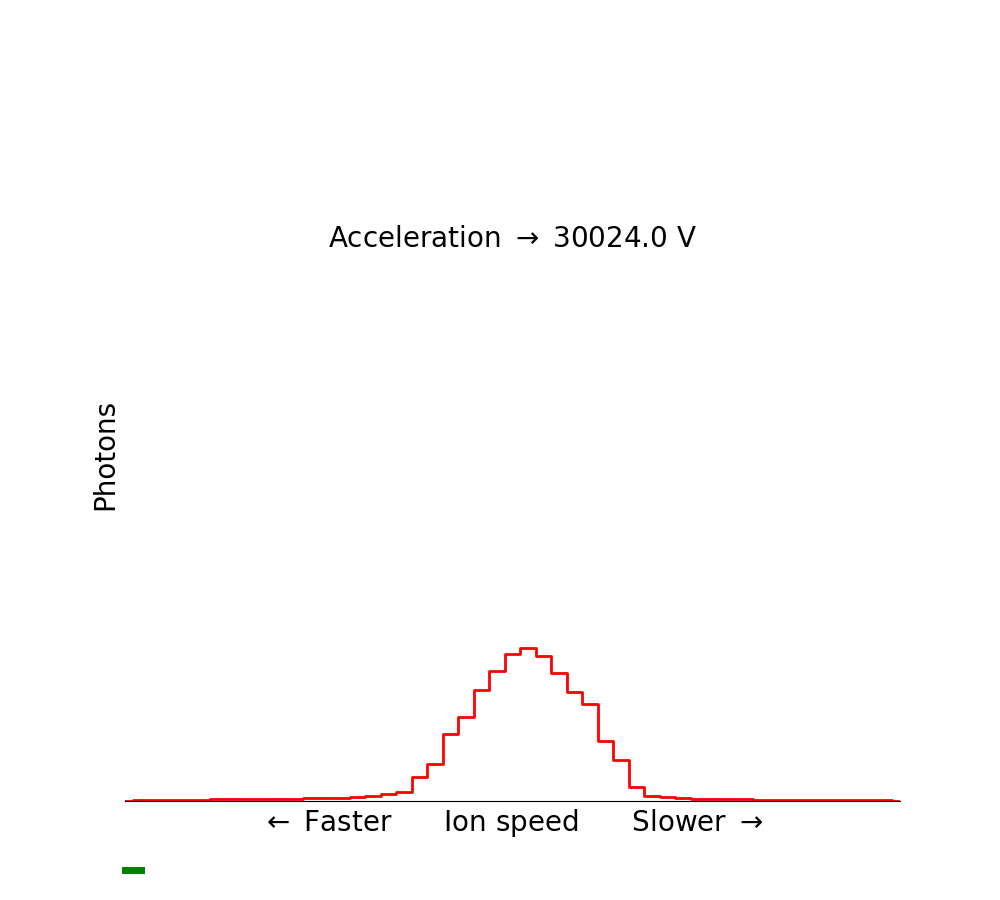 Acceleration → 30024.0 V
Photons
← Faster Ion speed Slower →